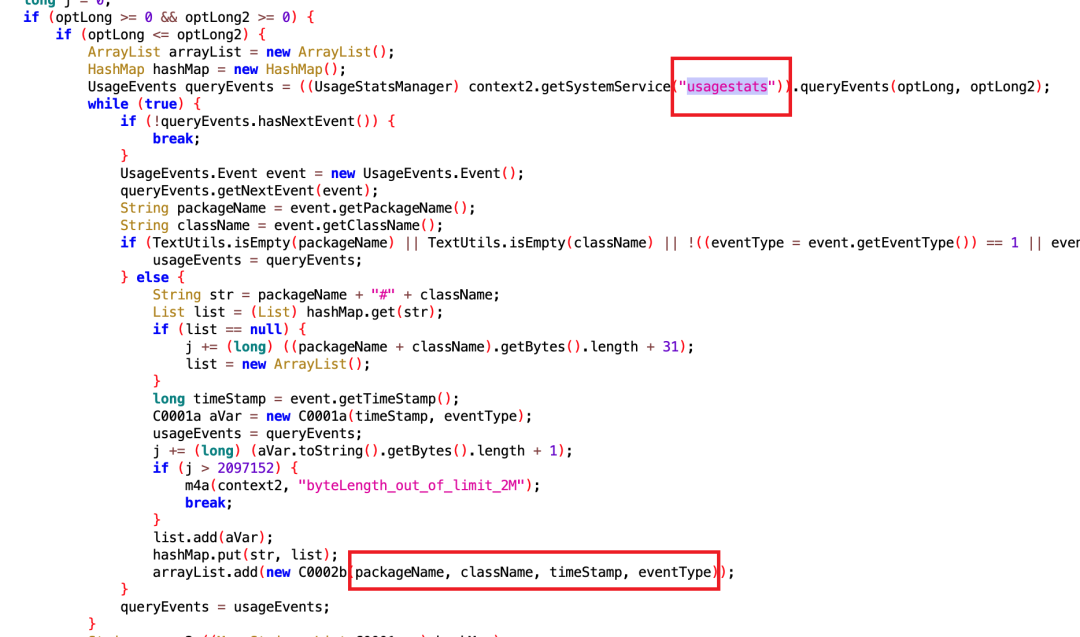 long j = 0;
if (optLong >= 0 && optLong2 >= 0) {
if (optLong <= optLong2) {
ArrayList arrayList = new ArrayList();
HashMap hashMap = new HashMap();
UsageEvents queryEvents = ((UsageStatsManager) context2.getSystemService("usagestats")).queryEvents(optLong, optLong2);
while (true) {
if (!queryEvents.hasNextEvent()) {
break;
}
UsageEvents.Event event = new UsageEvents.Event();
queryEvents.getNextEvent(event);
String packageName = event.getPackageName();
String className = event.getClassName();
if (TextUtils.isEmpty(packageName) || TextUtils.isEmpty(className) || !((eventType = event.getEventType()) == 1 || even
usageEvents = queryEvents;
} else {
String str = packageName + "#" + className;
List list = (List) hashMap.get(str);
if (list == null) {
j += (long) ((packageName + className).getBytes().length + 31);
list = new ArrayList();
}
long timeStamp = event.getTimeStamp();
C0001a aVar = new C0001a(timeStamp, eventType);
usageEvents = queryEvents;
j += (long) (aVar.toString().getBytes().length + 1);
if (j > 2097152) {
m4a(context2, "byteLength_out_of_limit_2M");
break;
}
list.add(aVar);
hashMap.put(str, list);
arrayList.add(new C0002b(packageName, className, timeStamp, eventType));
}
queryEvents = usageEvents;
}